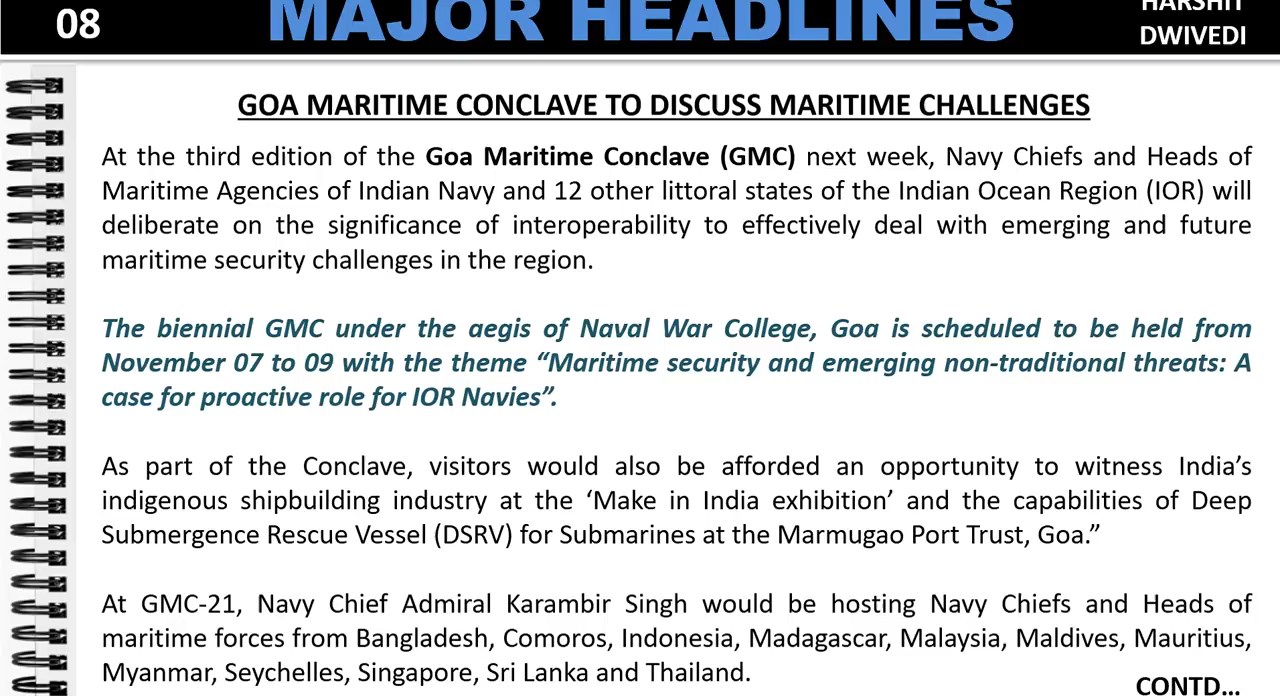 08
MAJOR HEADLINES
HARSHIT
DWIVEDI
GOA MARITIME CONCLAVE TO DISCUSS MARITIME CHALLENGES
At the third edition of the Goa Maritime Conclave (GMC) next week, Navy Chiefs and Heads of
Maritime Agencies of Indian Navy and 12 other littoral states of the Indian Ocean Region (IOR) will
deliberate on the significance of interoperability to effectively deal with emerging and future
maritime security challenges in the region.
The biennial GMC under the aegis of Naval War College, Goa is scheduled to be held from
November 07 to 09 with the theme “Maritime security and emerging non-traditional threats: A
case for proactive role for IOR Navies”.
As part of the Conclave, visitors would also be afforded an opportunity to witness India’s
indigenous shipbuilding industry at the ‘Make in India exhibition’ and the capabilities of Deep
Submergence Rescue Vessel (DSRV) for Submarines at the Marmugao Port Trust, Goa.”
At GMC-21, Navy Chief Admiral Karambir Singh would be hosting Navy Chiefs and Heads of
maritime forces from Bangladesh, Comoros, Indonesia, Madagascar, Malaysia, Maldives, Mauritius,
Myanmar, Seychelles, Singapore, Sri Lanka and Thailand.
CONTD...